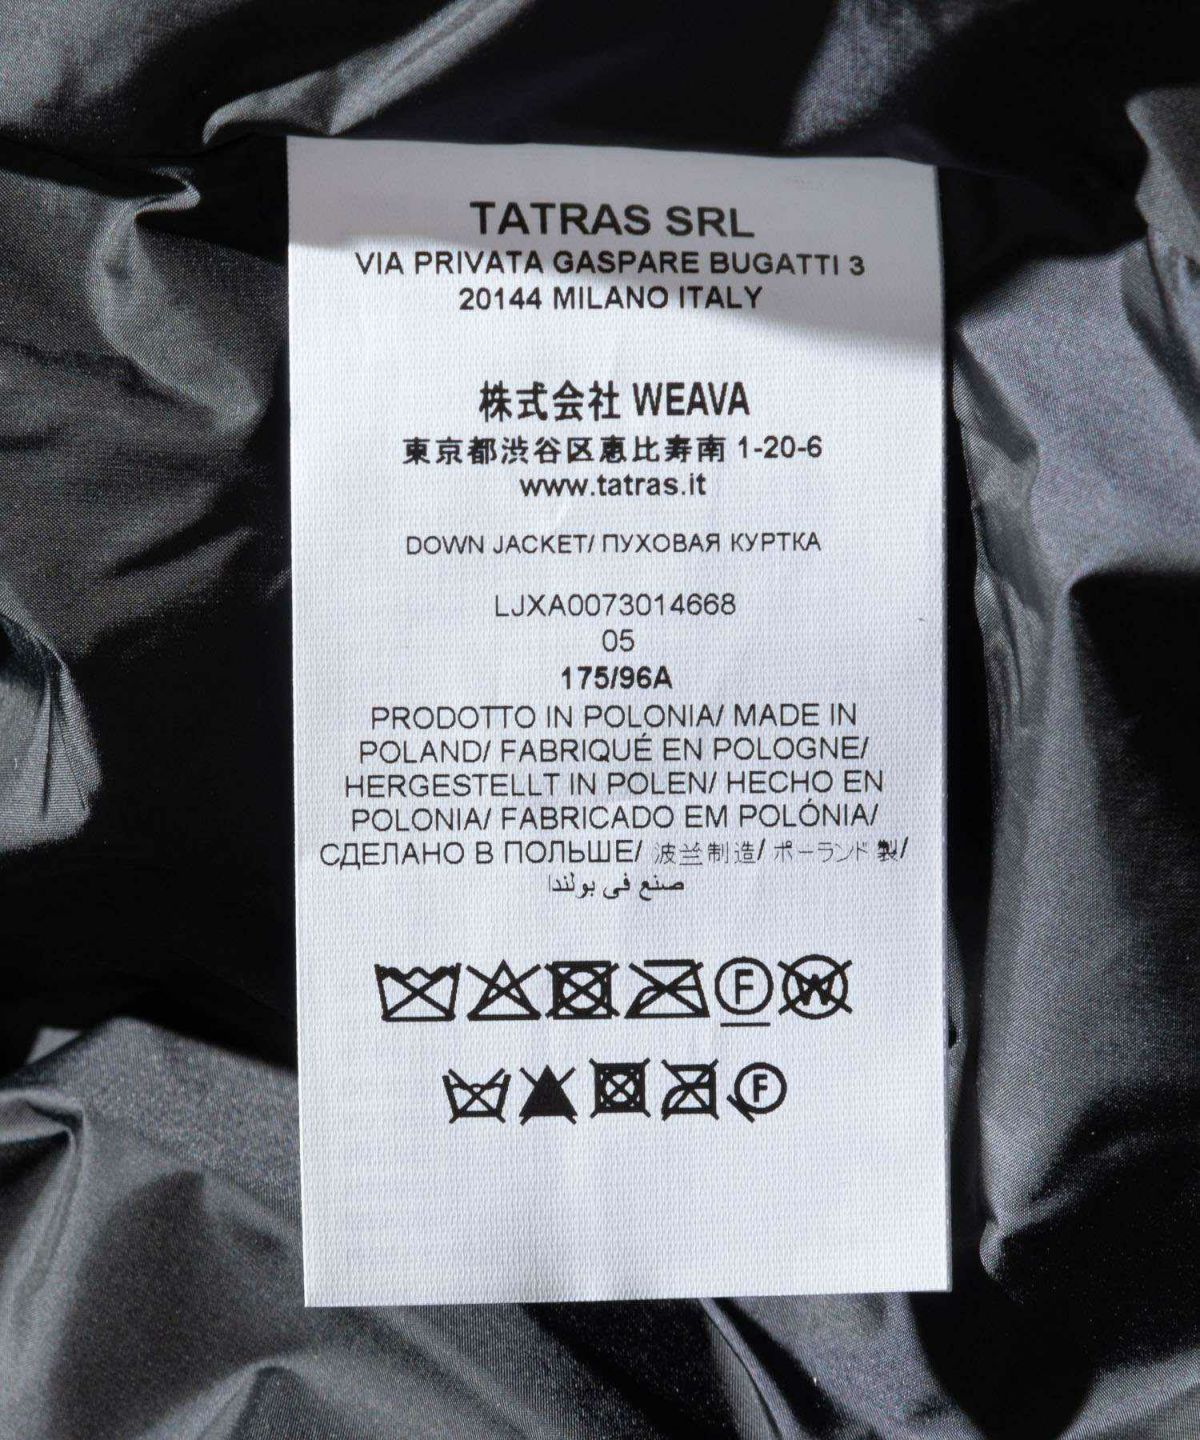 TATRAS SRL
VIA PRIVATA GASPARE BUGATTI 3
20144 MILANO ITALY
株式会社 WEAVA
東京都渋谷区恵比寿南 1-20-6
www.tatras.it
DOWN JACKET/ ПУХОВАЯ КУРТКА
LJXA0073014668
05
175/96A
PRODOTTO IN POLONIA/ MADE IN
POLAND/ FABRIQUÉ EN POLOGNE/
HERGESTELLT IN POLEN/ HECHO EN
POLONIA/ FABRICADO EM POLÓNIA/
СДЕЛАНО В ПОЛЬШЕ/ 波兰制造/ ポーランド 製/
صنع في بولندا
F W
F